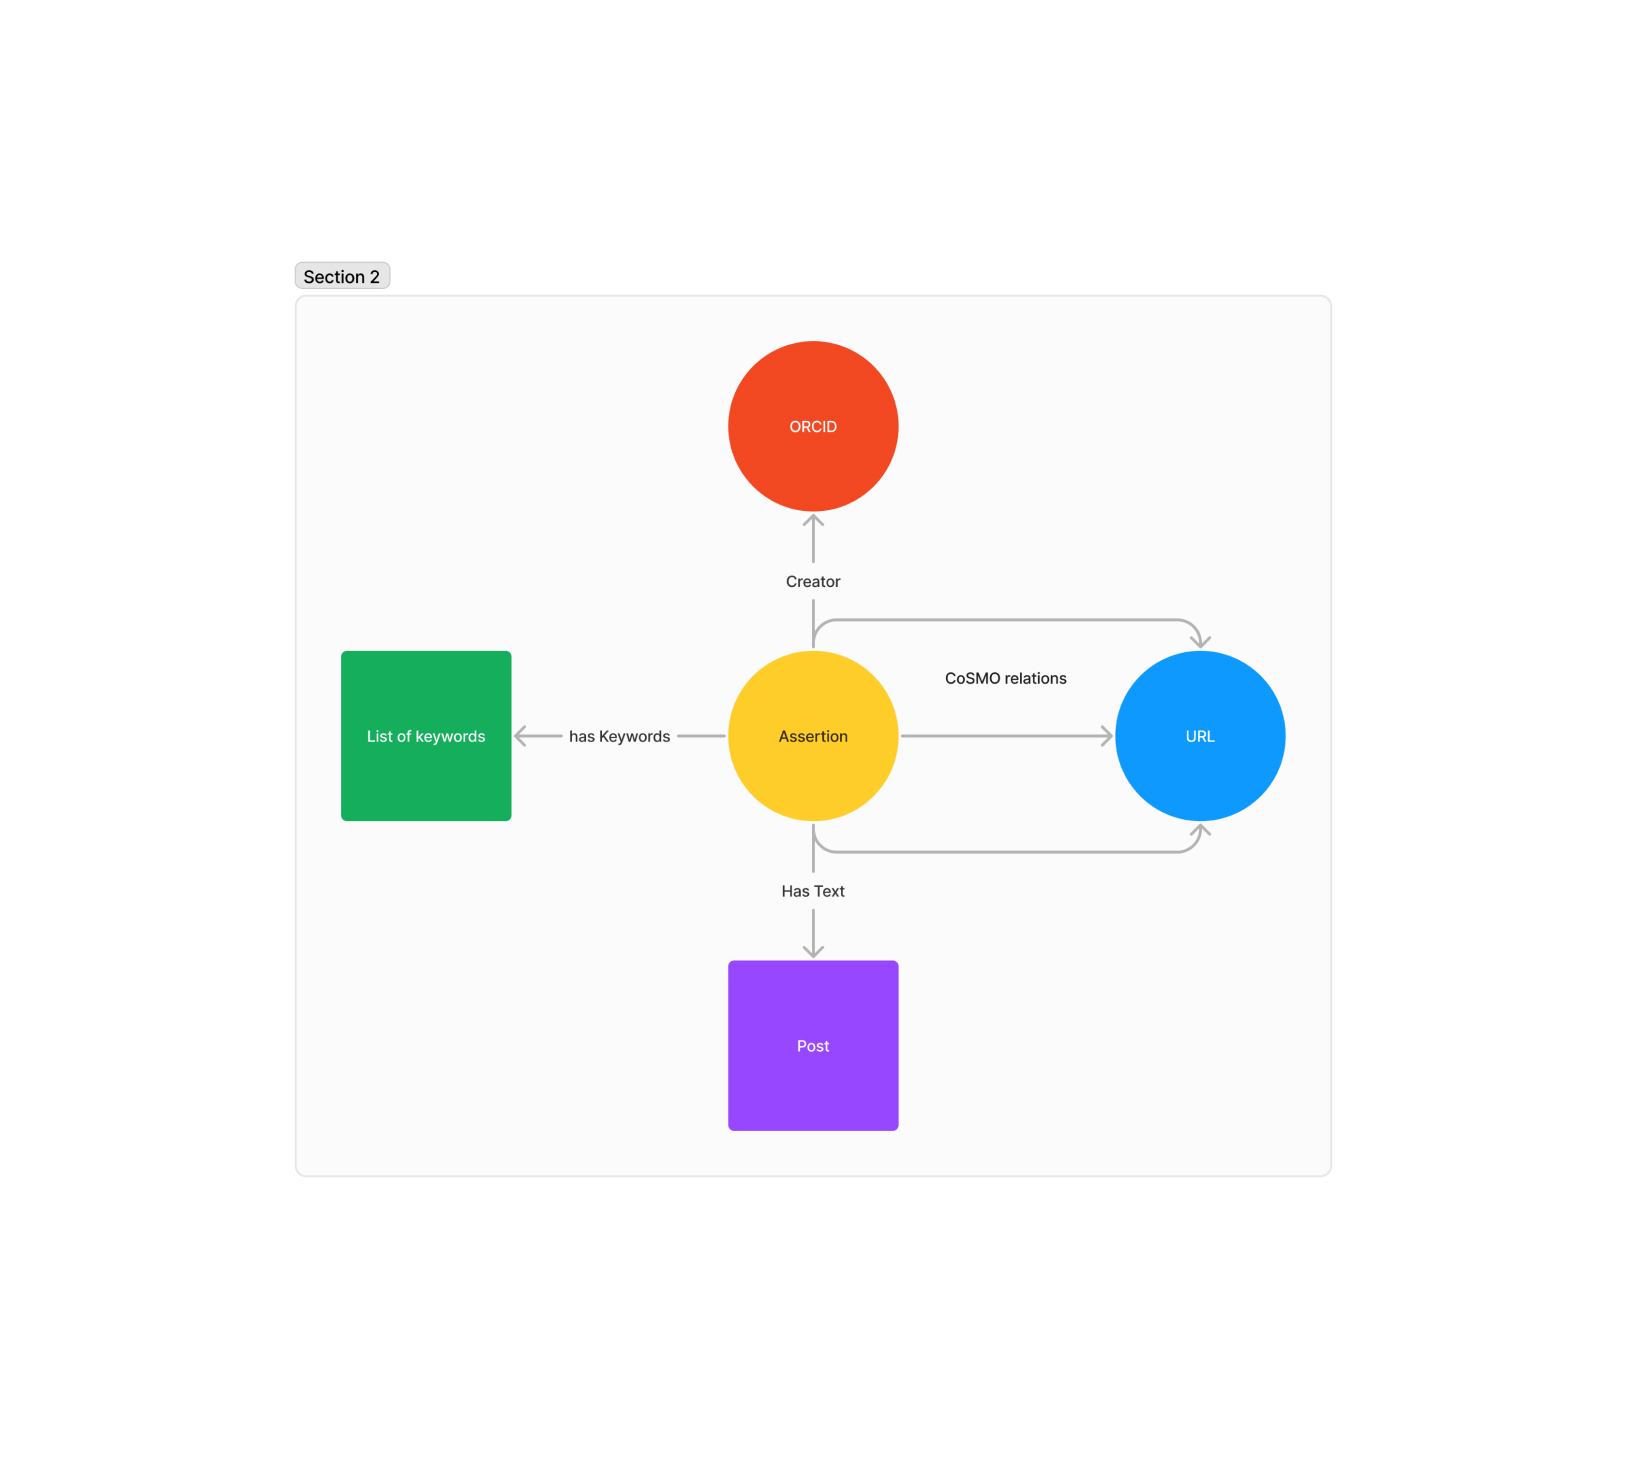 Section 2
ORCID
Creator
CoSMO relations
List of keywords
has Keywords
Assertion
URL
Has Text
Post